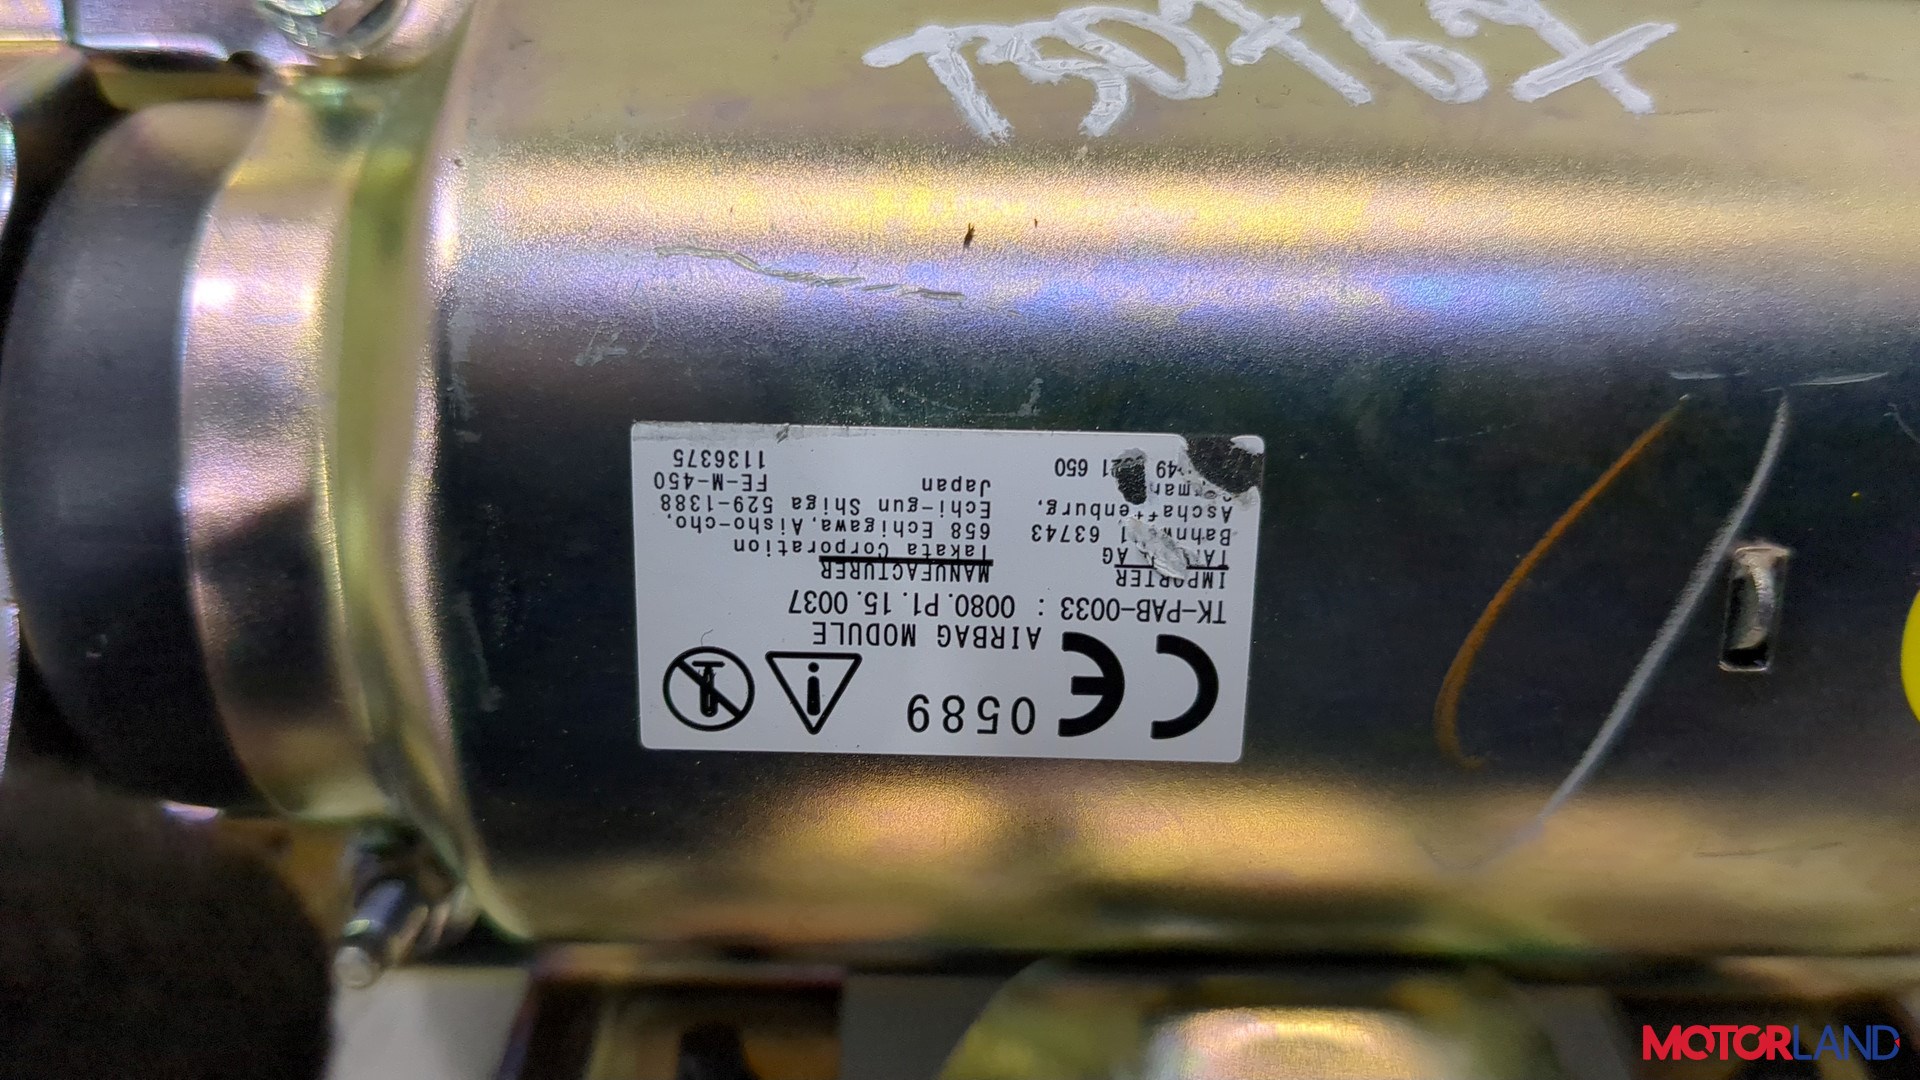 CE 0589
AIRBAG MODULE
TK-PAB-0033 : 0080.P1.15.0037
IMPORTER
AG
63743
Aschaffenburg,
650
MANUFACTURER
Takata Corporation
658 Echigawa, Aisho-cho,
Echi-gun Shiga 529-1388
Japan
FE-M-450
1136375
MOTORLAND